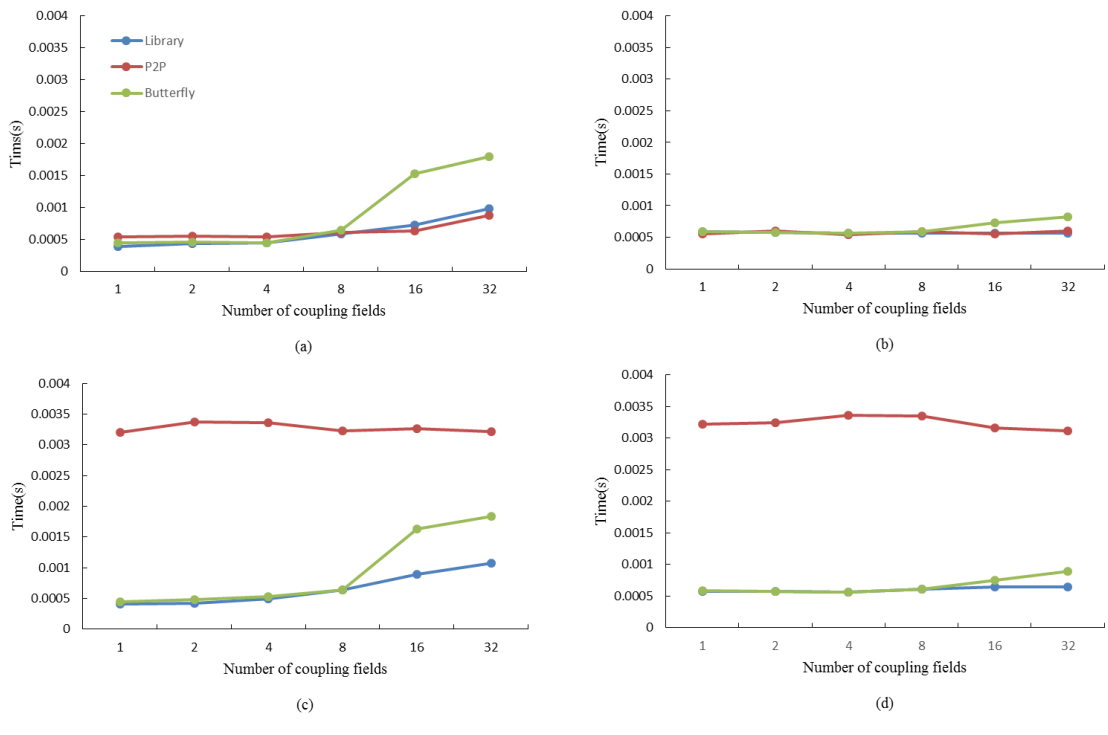 0.004
0.0035
0.003
0.0025
0.002
0.0015
0.001
0.0005
0
Tims(s)
Library
P2P
Butterfly
1 2 4 8 16 32
Number of coupling fields
(a)
0.004
0.0035
0.003
0.0025
0.002
0.0015
0.001
0.0005
0
Time(s)
1 2 4 8 16 32
Number of coupling fields
(b)
0.004
0.0035
0.003
0.0025
0.002
0.0015
0.001
0.0005
0
Time(s)
1 2 4 8 16 32
Number of coupling fields
(c)
0.004
0.0035
0.003
0.0025
0.002
0.0015
0.001
0.0005
0
Time(s)
1 2 4 8 16 32
Number of coupling fields
(d)